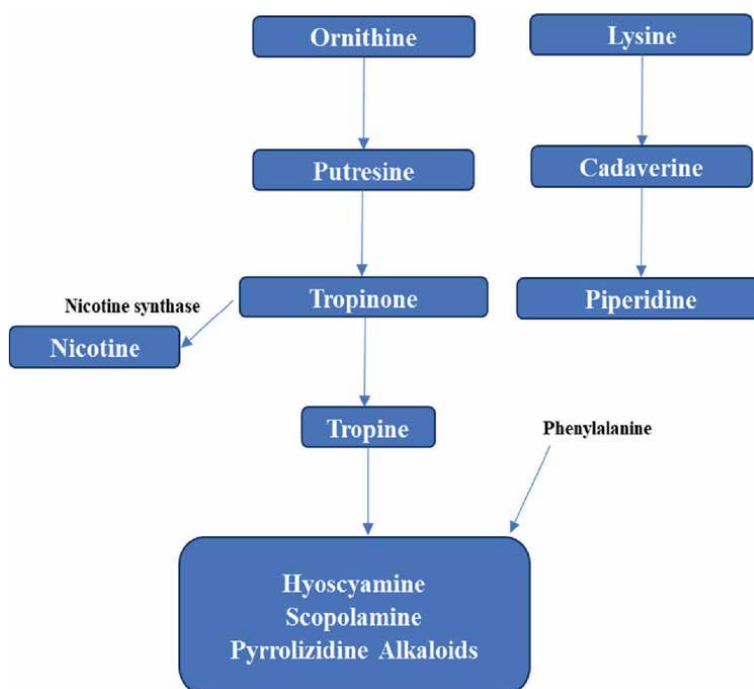 Ornithine
Lysine
Putresine
Cadaverine
Nicotine synthase
Tropinone
Piperidine
Nicotine
Tropine
Phenylalanine
Hyoscyamine
Scopolamine
Pyrrolizidine Alkaloids